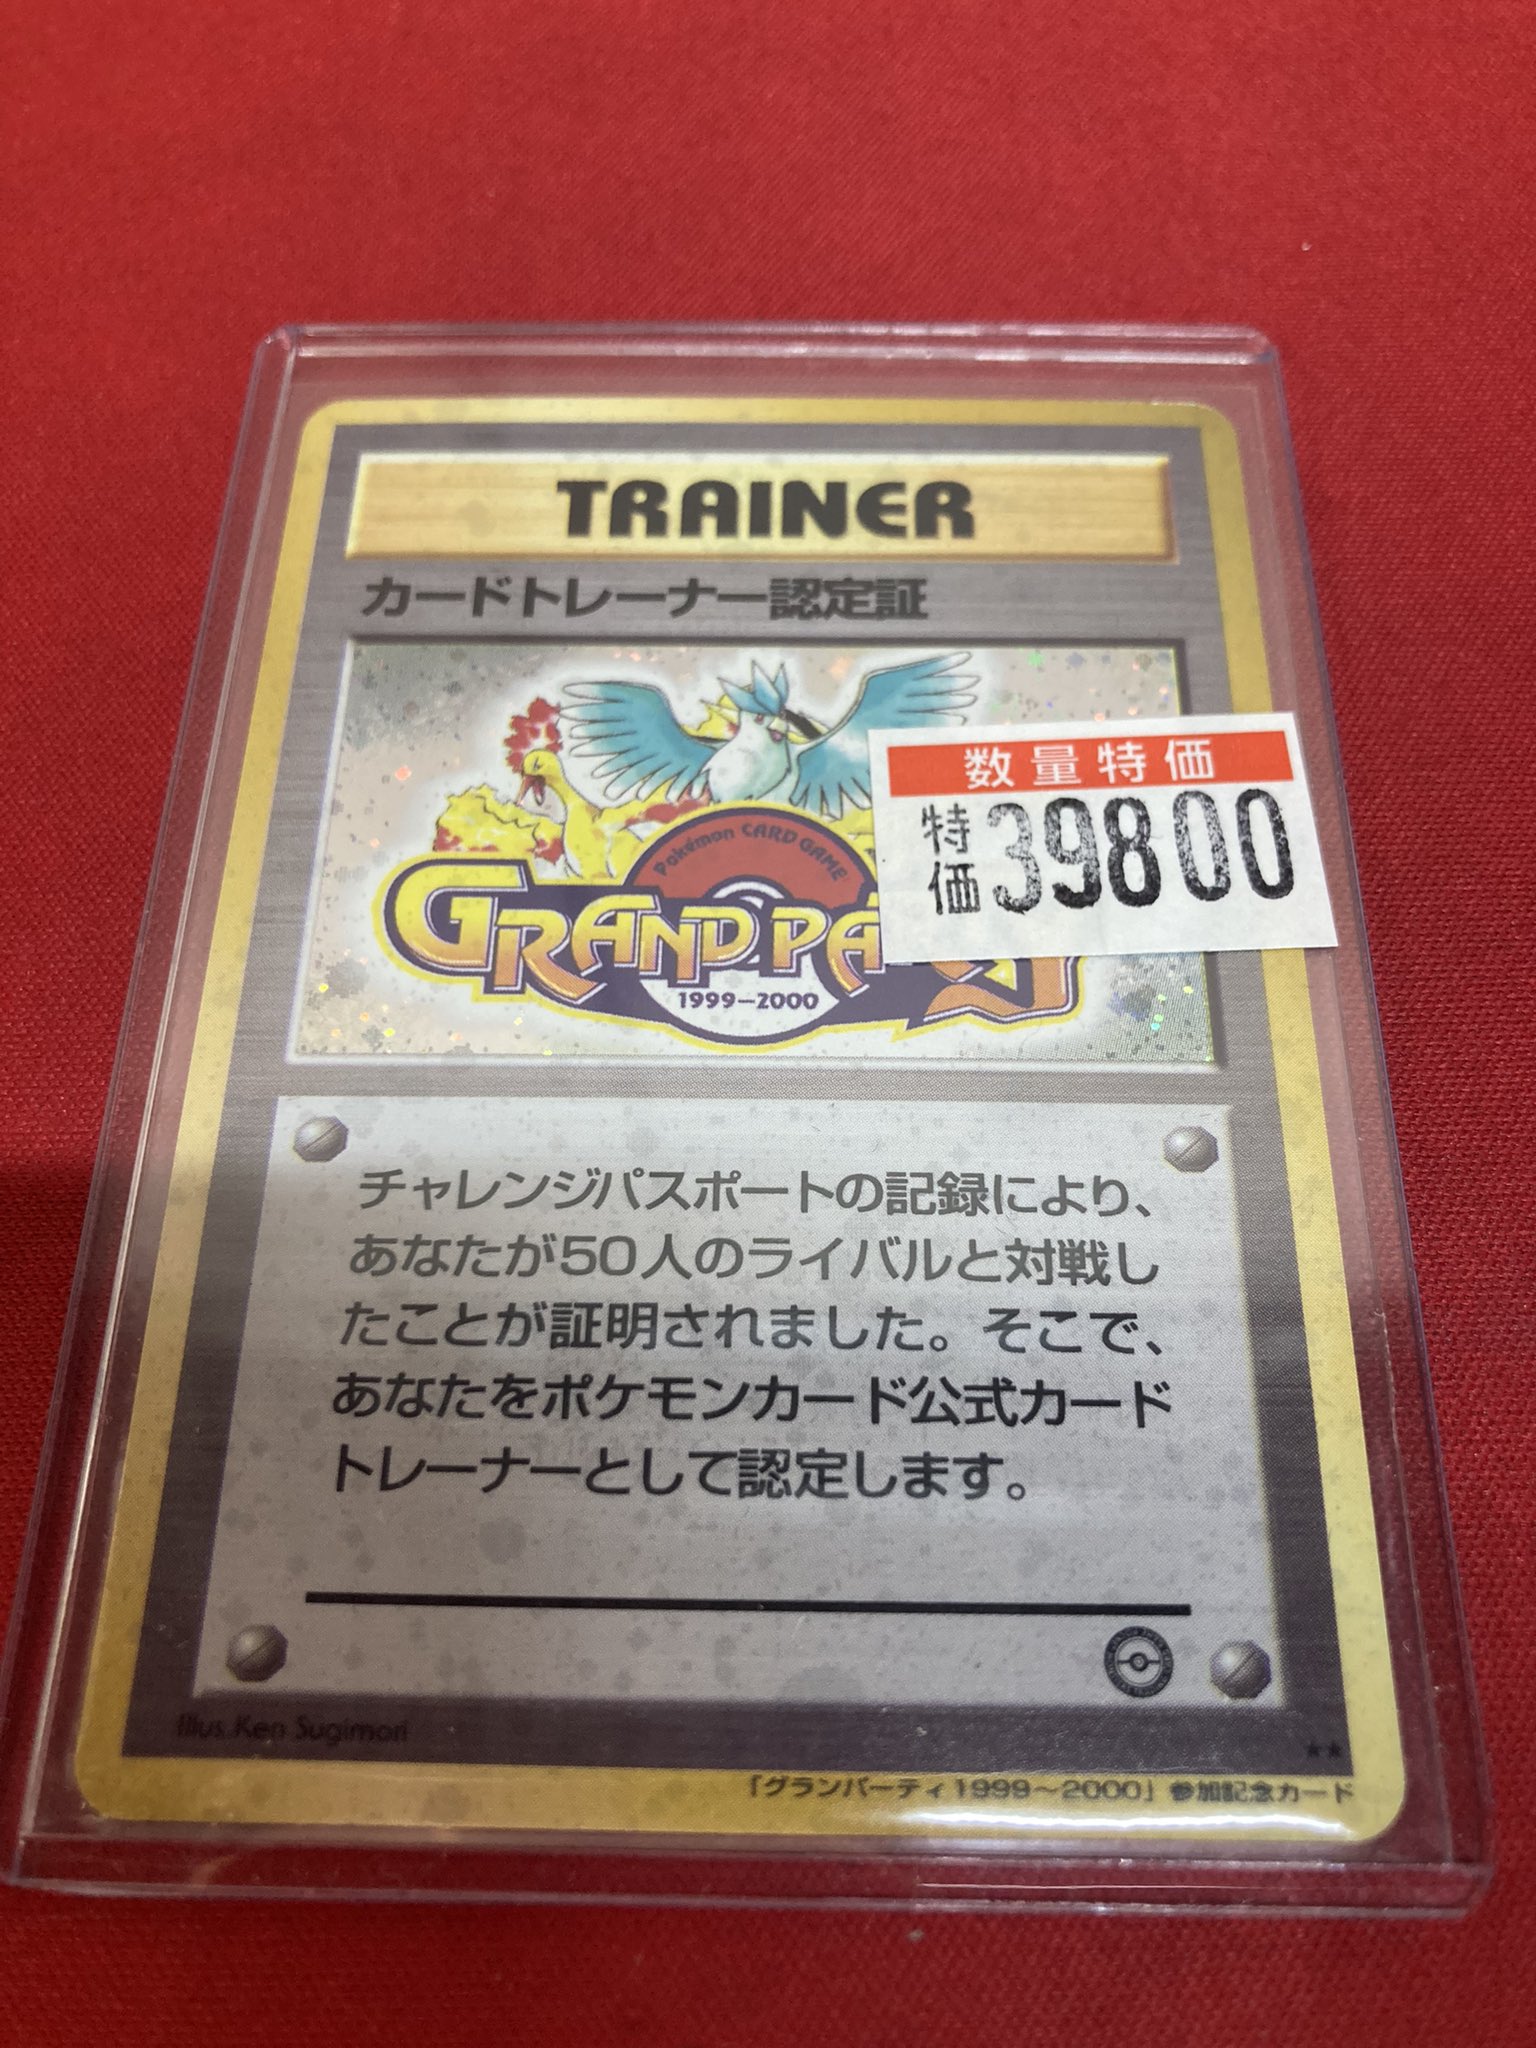 TRAINER
カードトレーナー認定証
数量特価
特価 39800
Pokémon CARD GAME
GRAND PA
1999-2000
チャレンジパスポートの記録により、
あなたが50人のライバルと対戦し
たことが証明されました。そこで、
あなたをポケモンカード公式カード
トレーナーとして認定します。
Illus. Ken Sugimori
★★
「グランパーティ1999～2000」参加記念カード